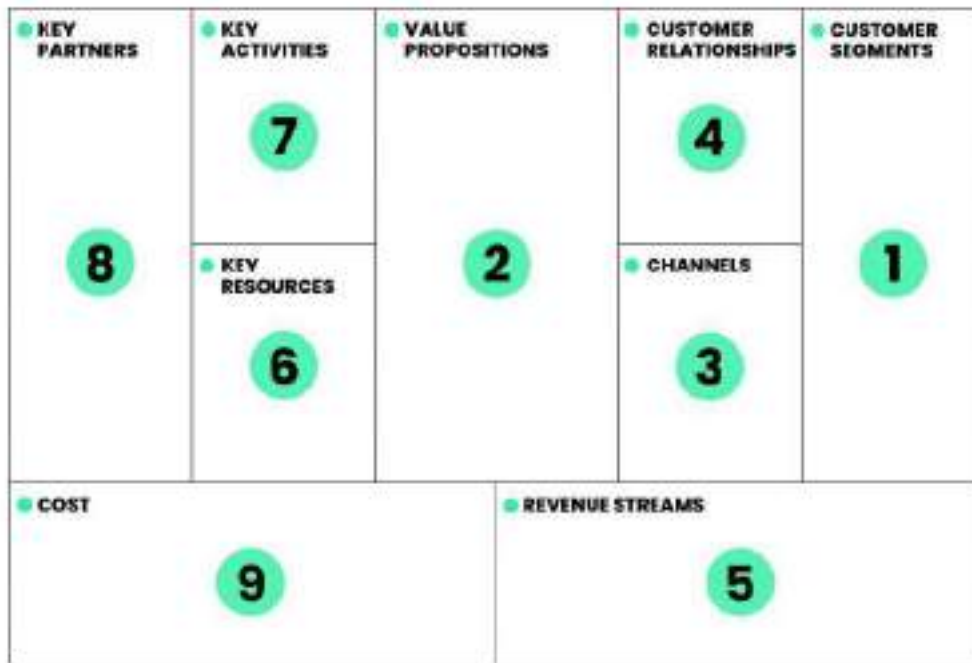 KEY
PARTNERS
8
KEY
ACTIVITIES
7
KEY
RESOURCES
6
VALUE
PROPOSITIONS
2
CUSTOMER
RELATIONSHIPS
4
CHANNELS
3
CUSTOMER
SEGMENTS
1
COST
9
REVENUE STREAMS
5